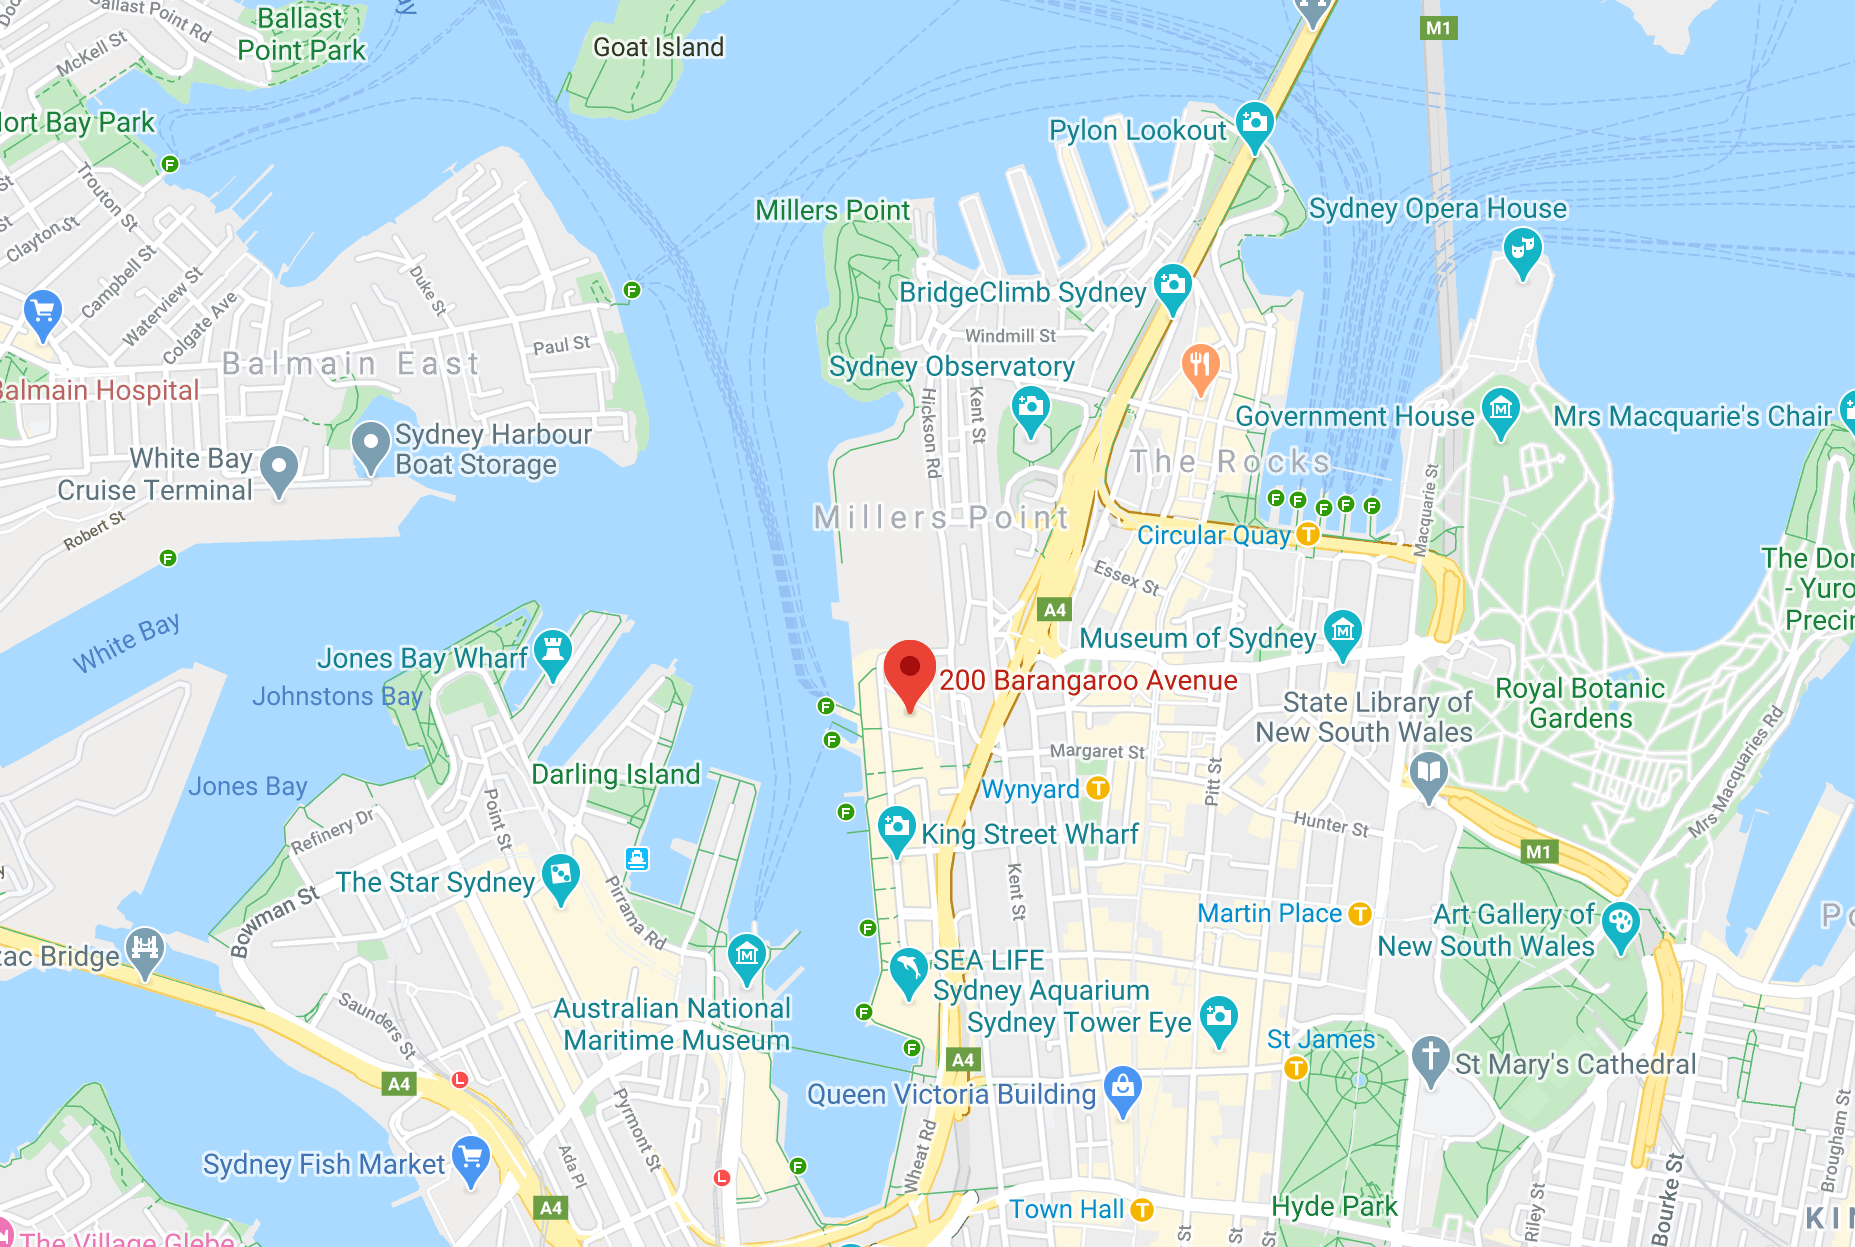 Ballast Point Rd
Ballast
Point Park
McKell St
Goat Island
M1
Mort Bay Park
Pylon Lookout
Trouton St
Millers Point
Sydney Opera House
Clayton St
Campbell St
Waterview St
Colgate Ave
Duke St
BridgeClimb Sydney
Windmill St
Paul St
Balmain East
Sydney Observatory
Balmain Hospital
Hickson Rd
Kent St
Government House
Mrs Macquarie's Chair
Sydney Harbour
Boat Storage
White Bay
Cruise Terminal
The Rocks
Macquarie St
Robert St
Millers Point
Circular Quay
T
F
Essex St
The Dom
- Yuro
Precin
A4
White Bay
Jones Bay Wharf
Museum of Sydney
Johnstons Bay
200 Barangaroo Avenue
State Library of
New South Wales
Royal Botanic
Gardens
Margaret St
Mrs Macquaries Rd
Jones Bay
Darling Island
Wynyard
T
Pitt St
Point St
Refinery Dr
Hunter St
King Street Wharf
M1
The Star Sydney
Kent St
Pirrama Rd
Bowman St
Martin Place
T
Art Gallery of
New South Wales
Po
zac Bridge
SEA LIFE
Sydney Aquarium
Australian National
Maritime Museum
Saunders St
Sydney Tower Eye
St James
T
A4
St Mary's Cathedral
A4
L
Queen Victoria Building
Pyrmont St
Wheat Rd
Brougham St
Sydney Fish Market
Ada Pl
Bourke St
L
F
A4
Town Hall
T
Hyde Park
Riley St
KIN
The Village Glebe
St
St
St